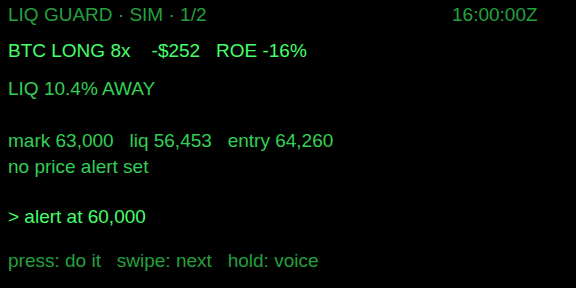 LIQ GUARD · SIM · 1/2 16:00:00Z
BTC LONG 8x -$252 ROE -16%
LIQ 10.4% AWAY
mark 63,000 liq 56,453 entry 64,260
no price alert set
> alert at 60,000
press: do it swipe: next hold: voice